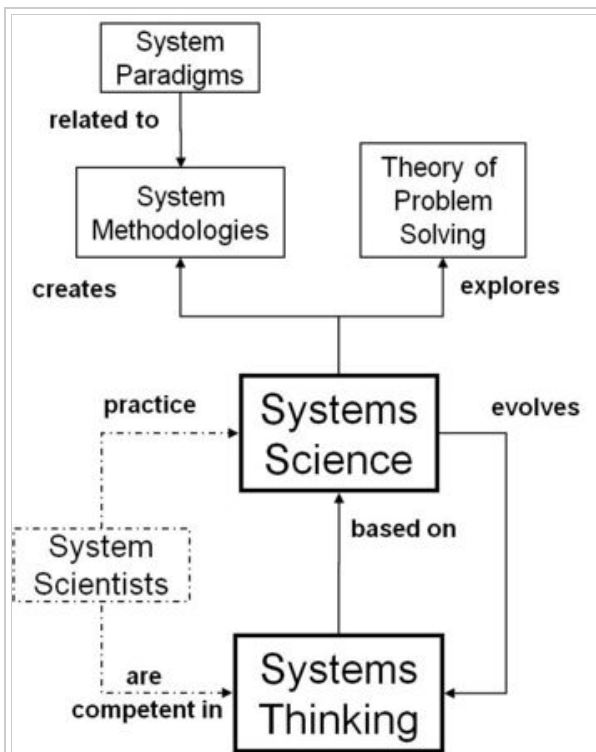 System
Paradigms
related to
System
Methodologies
Theory of
Problem
Solving
creates
explores
practice
Systems
Science
evolves
based on
System
Scientists
are
competent in
Systems
Thinking